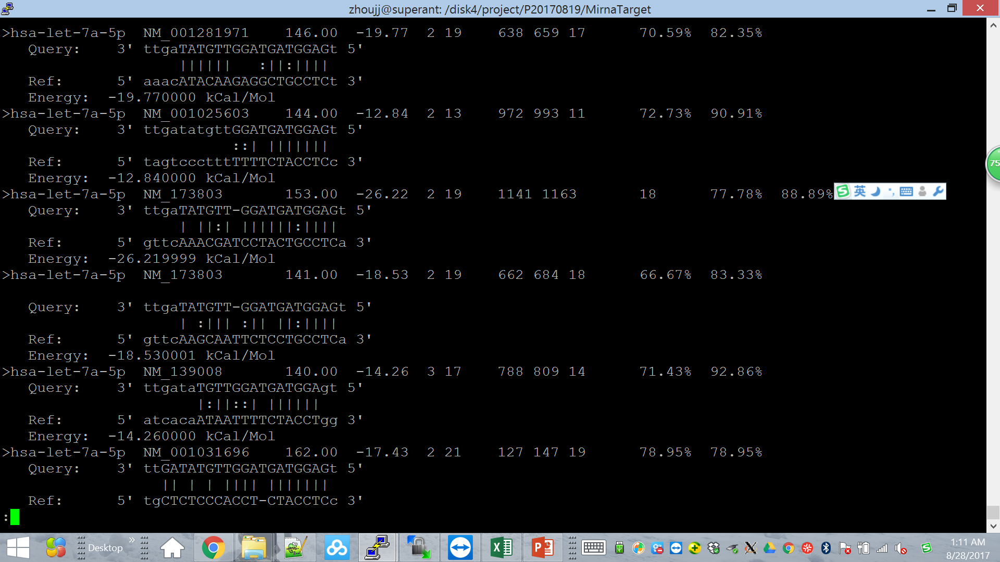 zhoujj@superant: /disk4/project/P20170819/MirnaTarget
>hsa-let-7a-5p  NM_001281971    146.00  -19.77  2 19    638 659 17      70.59%  82.35%
   Query:    3' ttgaTATGTTGGATGATGGAGt 5'
                    ||||||   :||:||||
   Ref:      5' aaacATACAAGAGGCTGCCTCt 3'
   Energy:  -19.770000 kCal/Mol
>hsa-let-7a-5p  NM_001025603    144.00  -12.84  2 13    972 993 11      72.73%  90.91%
   Query:    3' ttgatatgttGGATGATGGAGt 5'
                          ::| |||||||
   Ref:      5' tagtccctttTTTTCTACCTCc 3'
   Energy:  -12.840000 kCal/Mol
>hsa-let-7a-5p  NM_173803       153.00  -26.22  2 19    1141 1163       18      77.78%  88.89%
英
   Query:    3' ttgaTATGTT-GGATGATGGAGt 5'
                    | ||:| ||||||:||||
   Ref:      5' gttcAAACGATCCTACTGCCTCa 3'
   Energy:  -26.219999 kCal/Mol
>hsa-let-7a-5p  NM_173803       141.00  -18.53  2 19    662 684 18      66.67%  83.33%
   Query:    3' ttgaTATGTT-GGATGATGGAGt 5'
                    | :||| :|| ||:||||
   Ref:      5' gttcAAGCAATTCTCCTGCCTCa 3'
   Energy:  -18.530001 kCal/Mol
>hsa-let-7a-5p  NM_139008       140.00  -14.26  3 17    788 809 14      71.43%  92.86%
   Query:    3' ttgataTGTTGGATGATGGAgt 5'
                      |:||::| ||||||
   Ref:      5' atcacaATAATTTTCTACCTgg 3'
   Energy:  -14.260000 kCal/Mol
>hsa-let-7a-5p  NM_001031696    162.00  -17.43  2 21    127 147 19      78.95%  78.95%
   Query:    3' ttGATATGTTGGATGATGGAGt 5'
                  || | | |||| |||||||
   Ref:      5' tgCTCTCCCACCT-CTACCTCc 3'
:
75
Desktop
1:11 AM
8/28/2017